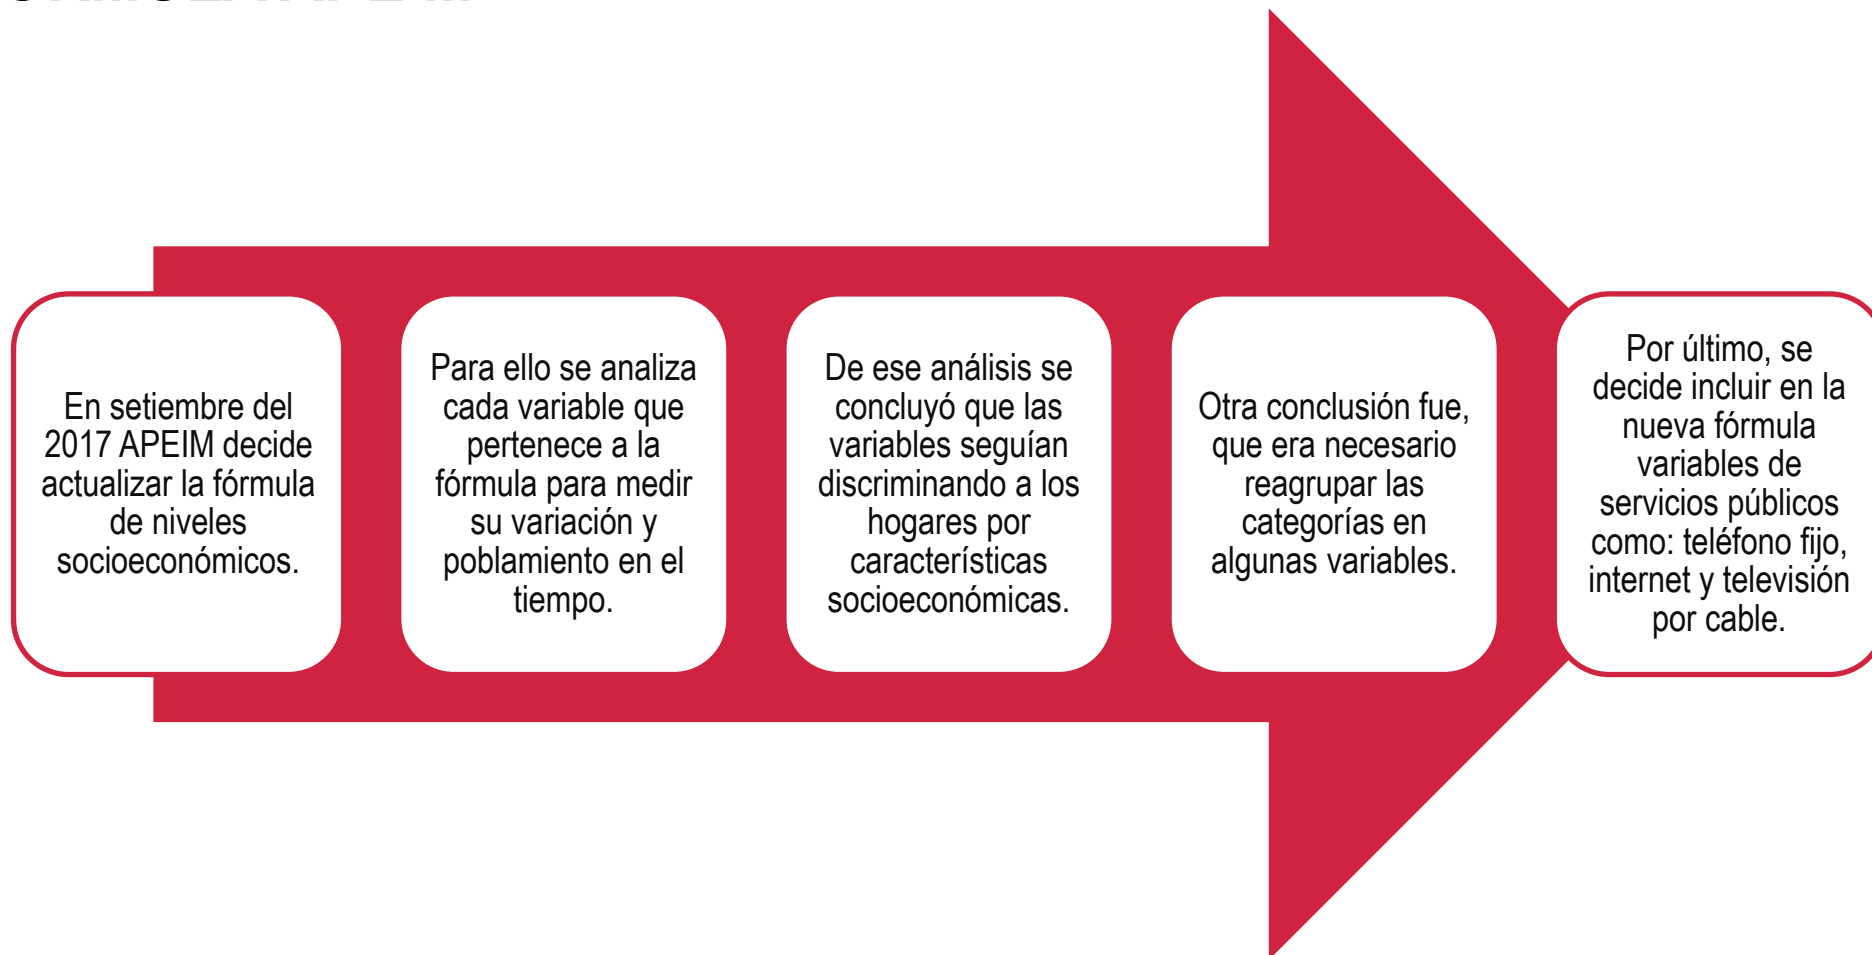 En setiembre del
2017 APEIM decide
actualizar la fórmula
de niveles
socioeconómicos.
Para ello se analiza
cada variable que
pertenece a la
fórmula para medir
su variación y
poblamiento en el
tiempo.
De ese análisis se
concluyó que las
variables seguían
discriminando a los
hogares por
características
socioeconómicas.
Otra conclusión fue,
que era necesario
reagrupar las
categorías en
algunas variables.
Por último, se
decide incluir en la
nueva fórmula
variables de
servicios públicos
como: teléfono fijo,
internet y televisión
por cable.